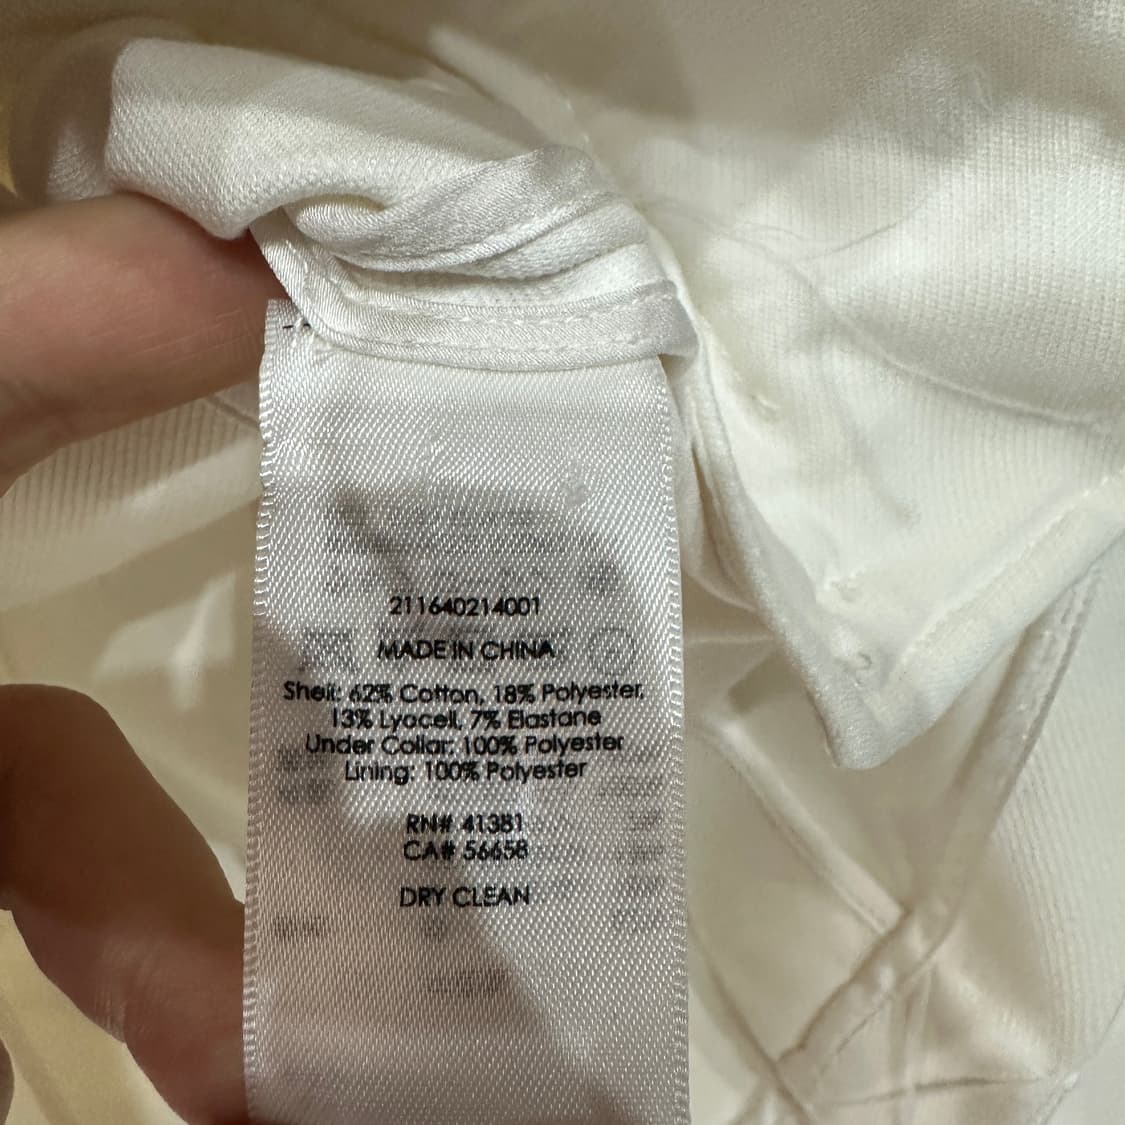 211640214001
MADE IN CHINA
Shell: 62% Cotton, 18% Polyester,
13% Lyocell, 7% Elastane
Under Collar: 100% Polyester
Lining: 100% Polyester
RN# 41381
CA# 56658
DRY CLEAN